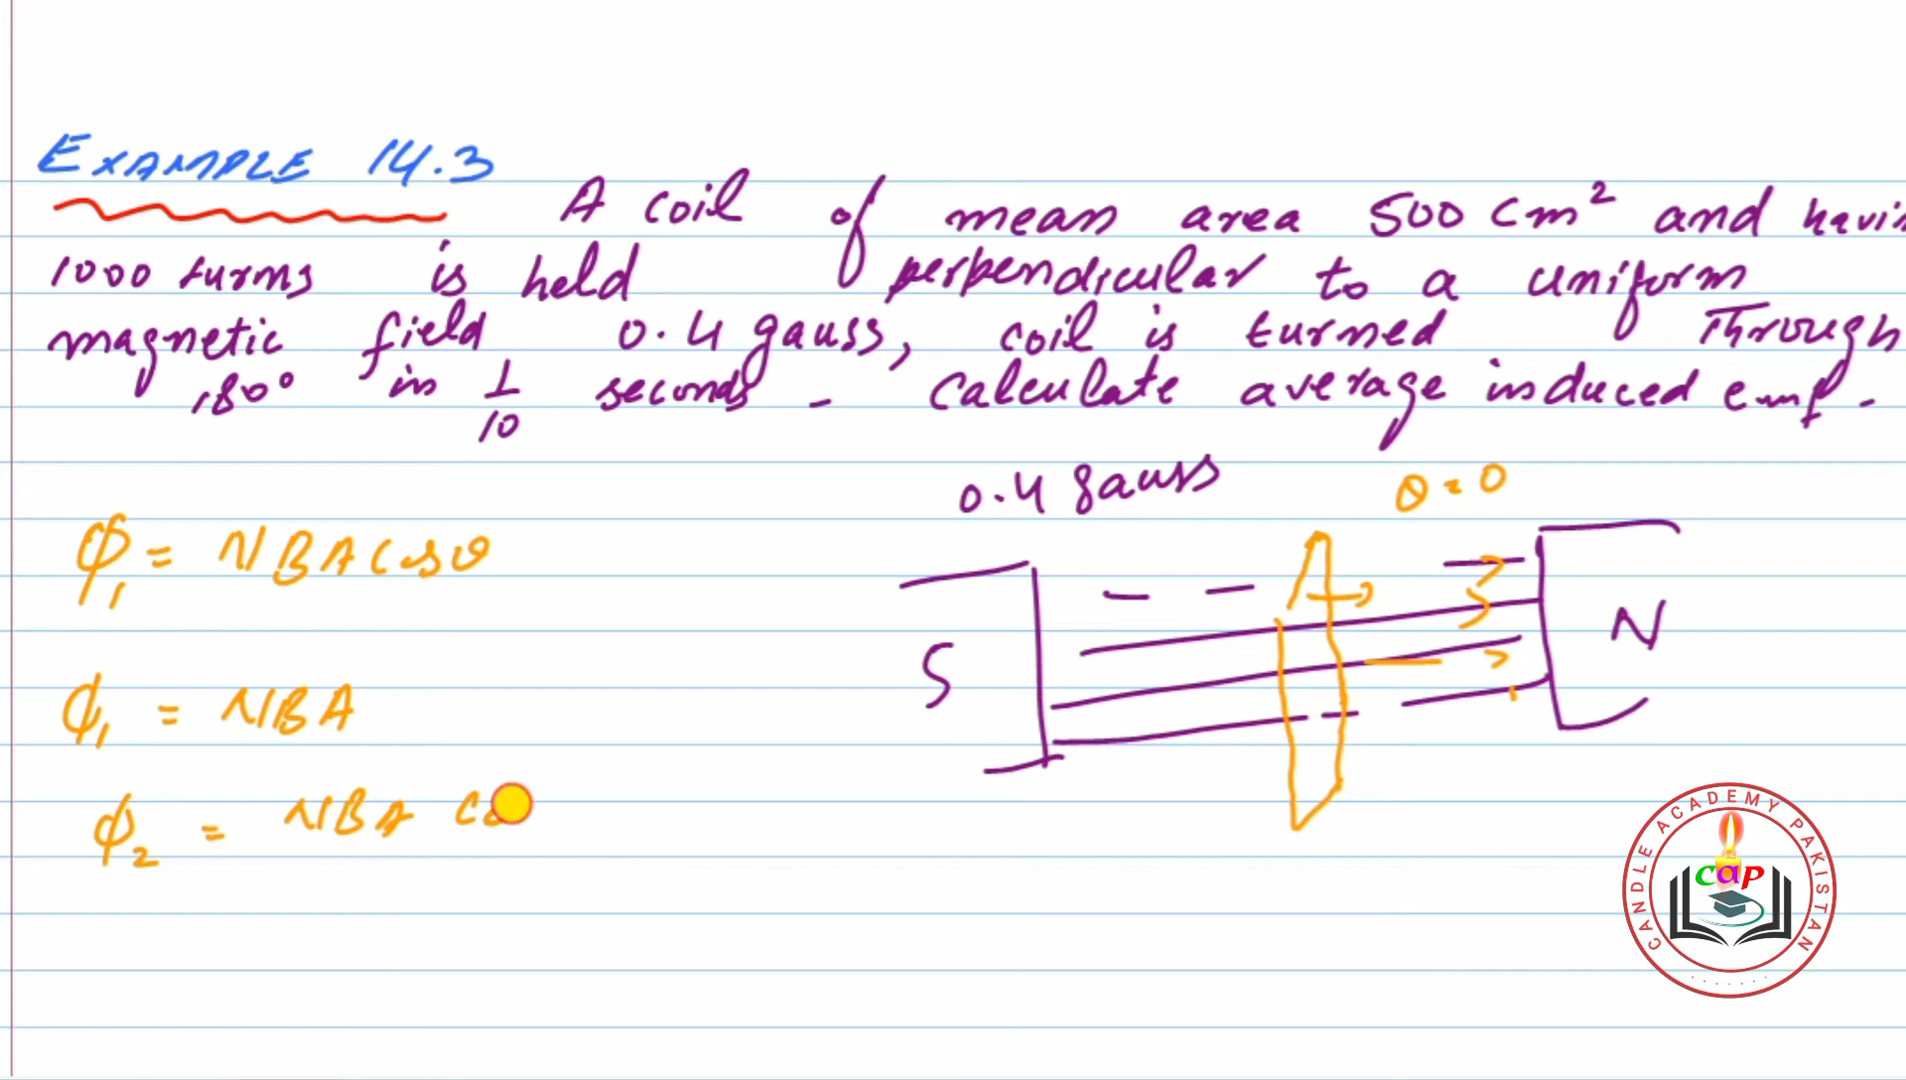 EXAMPLE 14.3
A coil of mean area 500 cm² and havin
1000 turns is held perpendicular to a uniform
magnetic field 0.4 gauss, coil is turned Through
180° in 1/10 seconds - Calculate average induced emf -
0.4 gauss
θ = 0
ϕ₁ = NBA Cosθ
S
N
ϕ₁ = NBA
ϕ₂ = NBA Co
CANDLE ACADEMY PAKISTAN
cap